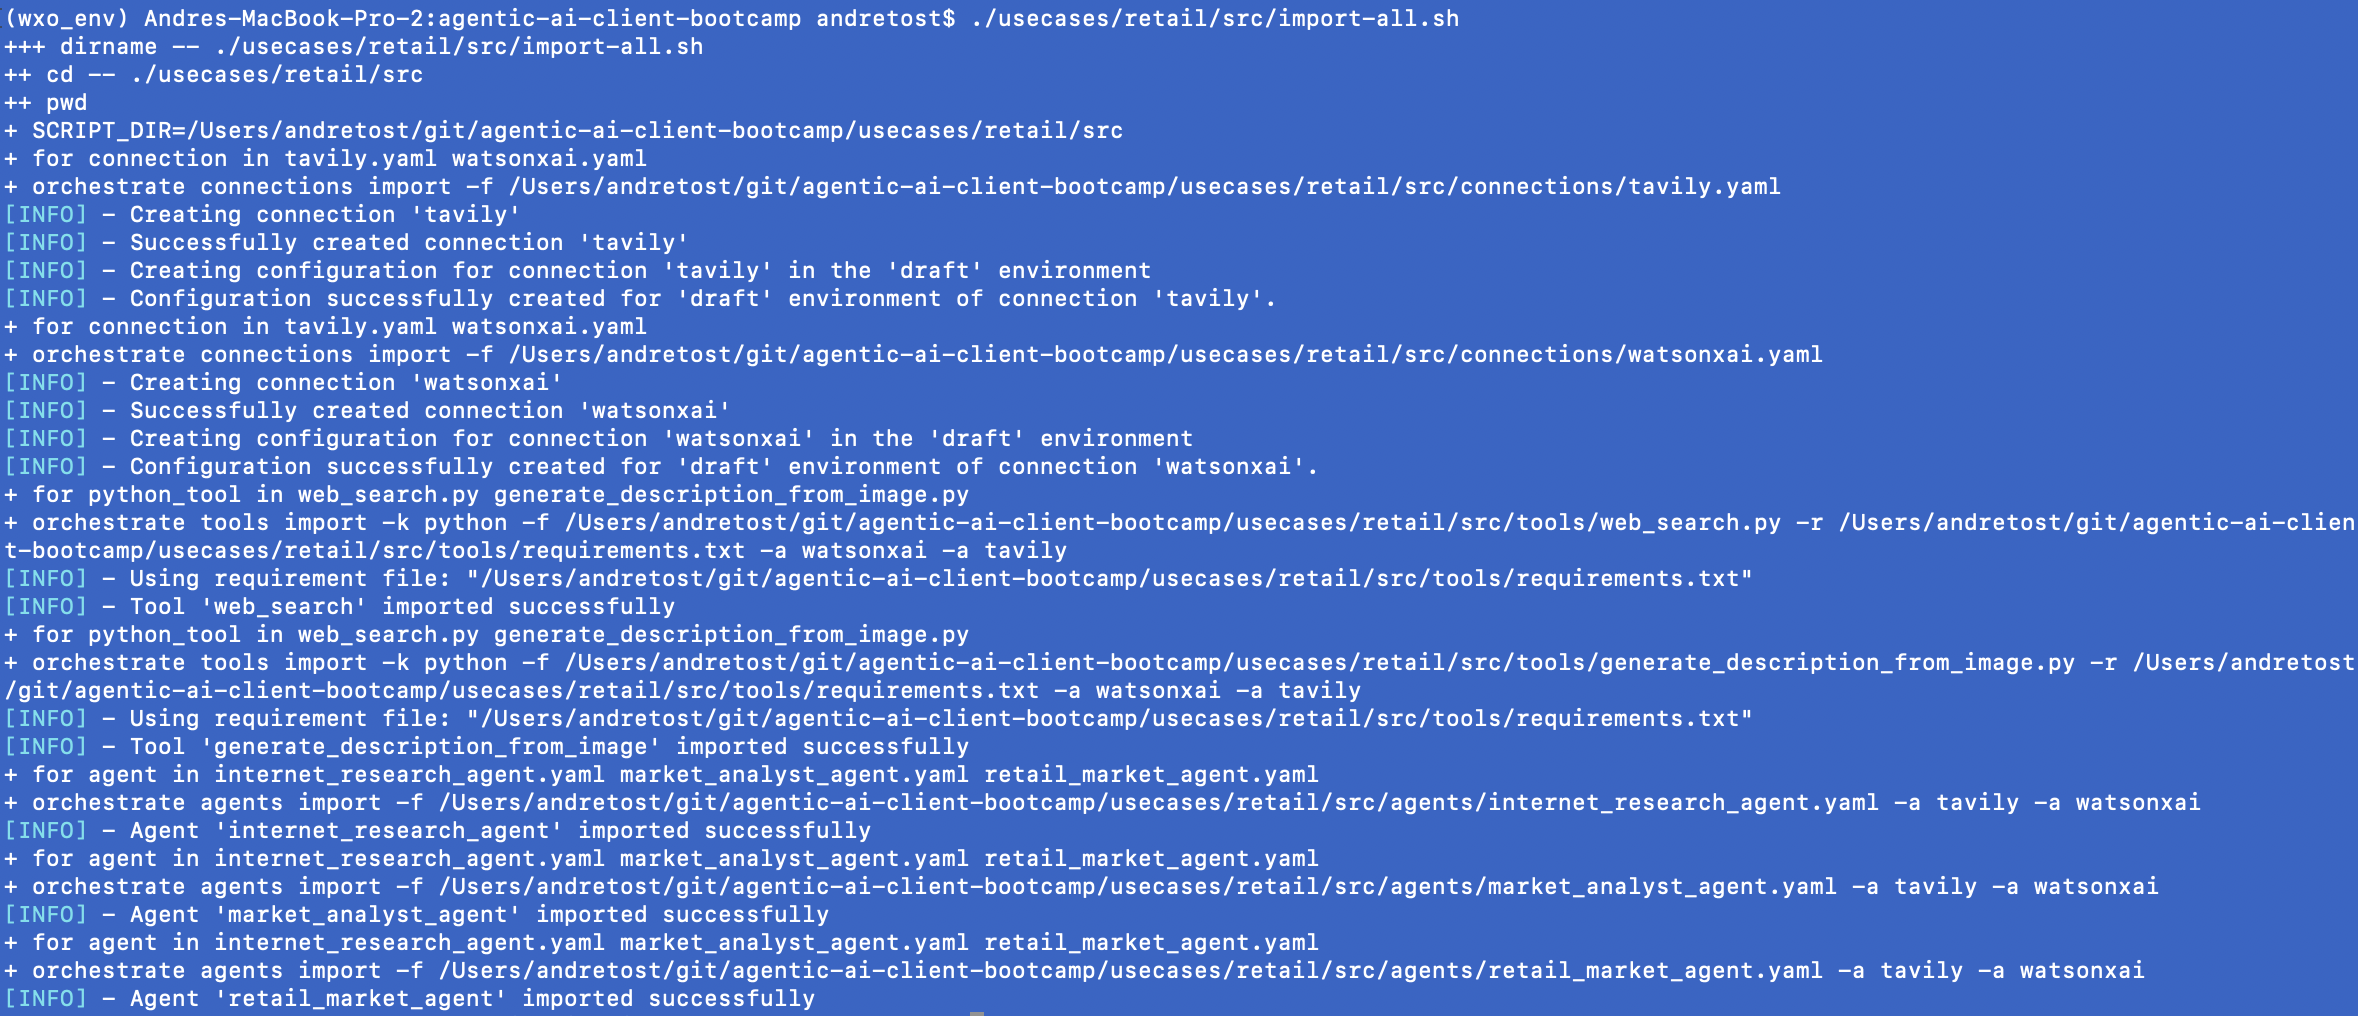 (wxo_env) Andres-MacBook-Pro-2:agentic-ai-client-bootcamp andretost$ ./usecases/retail/src/import-all.sh
+++ dirname -- ./usecases/retail/src/import-all.sh
++ cd -- ./usecases/retail/src
++ pwd
+ SCRIPT_DIR=/Users/andretost/git/agentic-ai-client-bootcamp/usecases/retail/src
+ for connection in tavily.yaml watsonxai.yaml
+ orchestrate connections import -f /Users/andretost/git/agentic-ai-client-bootcamp/usecases/retail/src/connections/tavily.yaml
[INFO] - Creating connection 'tavily'
[INFO] - Successfully created connection 'tavily'
[INFO] - Creating configuration for connection 'tavily' in the 'draft' environment
[INFO] - Configuration successfully created for 'draft' environment of connection 'tavily'.
+ for connection in tavily.yaml watsonxai.yaml
+ orchestrate connections import -f /Users/andretost/git/agentic-ai-client-bootcamp/usecases/retail/src/connections/watsonxai.yaml
[INFO] - Creating connection 'watsonxai'
[INFO] - Successfully created connection 'watsonxai'
[INFO] - Creating configuration for connection 'watsonxai' in the 'draft' environment
[INFO] - Configuration successfully created for 'draft' environment of connection 'watsonxai'.
+ for python_tool in web_search.py generate_description_from_image.py
+ orchestrate tools import -k python -f /Users/andretost/git/agentic-ai-client-bootcamp/usecases/retail/src/tools/web_search.py -r /Users/andretost/git/agentic-ai-clien
t-bootcamp/usecases/retail/src/tools/requirements.txt -a watsonxai -a tavily
[INFO] - Using requirement file: "/Users/andretost/git/agentic-ai-client-bootcamp/usecases/retail/src/tools/requirements.txt"
[INFO] - Tool 'web_search' imported successfully
+ for python_tool in web_search.py generate_description_from_image.py
+ orchestrate tools import -k python -f /Users/andretost/git/agentic-ai-client-bootcamp/usecases/retail/src/tools/generate_description_from_image.py -r /Users/andretost
/git/agentic-ai-client-bootcamp/usecases/retail/src/tools/requirements.txt -a watsonxai -a tavily
[INFO] - Using requirement file: "/Users/andretost/git/agentic-ai-client-bootcamp/usecases/retail/src/tools/requirements.txt"
[INFO] - Tool 'generate_description_from_image' imported successfully
+ for agent in internet_research_agent.yaml market_analyst_agent.yaml retail_market_agent.yaml
+ orchestrate agents import -f /Users/andretost/git/agentic-ai-client-bootcamp/usecases/retail/src/agents/internet_research_agent.yaml -a tavily -a watsonxai
[INFO] - Agent 'internet_research_agent' imported successfully
+ for agent in internet_research_agent.yaml market_analyst_agent.yaml retail_market_agent.yaml
+ orchestrate agents import -f /Users/andretost/git/agentic-ai-client-bootcamp/usecases/retail/src/agents/market_analyst_agent.yaml -a tavily -a watsonxai
[INFO] - Agent 'market_analyst_agent' imported successfully
+ for agent in internet_research_agent.yaml market_analyst_agent.yaml retail_market_agent.yaml
+ orchestrate agents import -f /Users/andretost/git/agentic-ai-client-bootcamp/usecases/retail/src/agents/retail_market_agent.yaml -a tavily -a watsonxai
[INFO] - Agent 'retail_market_agent' imported successfully